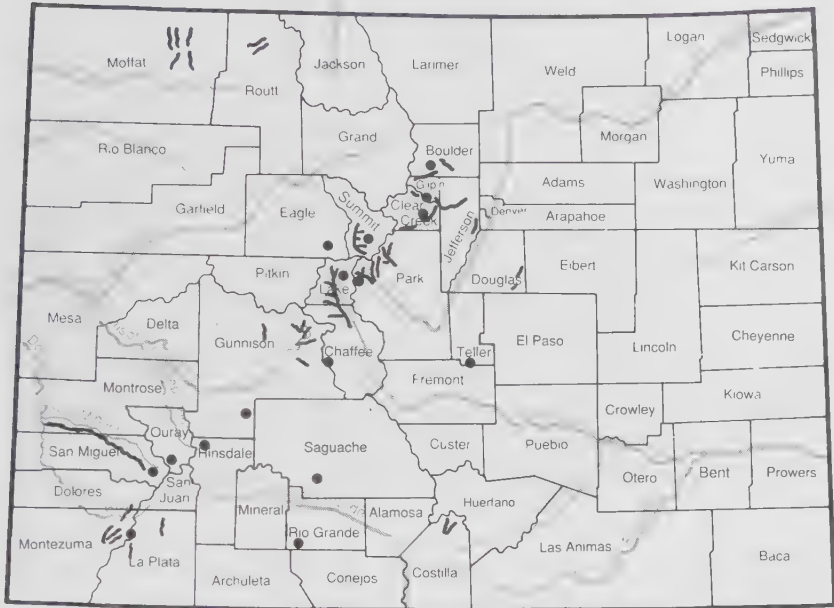 Moffat
Routt
Jackson
Larimer
Weld
Logan
Sedgwick
Phillips
Rio Blanco
Grand
Boulder
Morgan
Yuma
Garfield
Eagle
Summit
Gilpin
Clear
Creek
Jefferson
Denver
Adams
Arapahoe
Washington
Pitkin
Lake
Park
Douglas
Elbert
Kit Carson
Mesa
Delta
Gunnison
Chaffee
Teller
El Paso
Lincoln
Cheyenne
Montrose
Fremont
Kiowa
Crowley
Ouray
San Miguel
Hinsdale
Saguache
Custer
Pueblo
Otero
Bent
Prowers
Dolores
San
Juan
Mineral
Rio Grande
Alamosa
Huerfano
Las Animas
Montezuma
La Plata
Archuleta
Conejos
Costilla
Baca